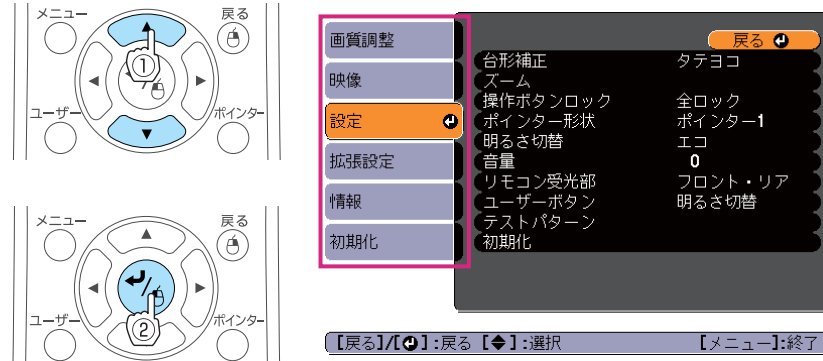 メニュー
戻る
①
ユーザー
ポインター
メニュー
戻る
②
ユーザー
ポインター
画質調整
映像
設定
拡張設定
情報
初期化
戻る
台形補正 タテヨコ
ズーム
操作ボタンロック 全ロック
ポインター形状 ポインター1
明るさ切替 エコ
音量 0
リモコン受光部 フロント・リア
ユーザーボタン 明るさ切替
テストパターン
初期化
【戻る】/【⏎】:戻る 【◆】:選択 【メニュー】:終了